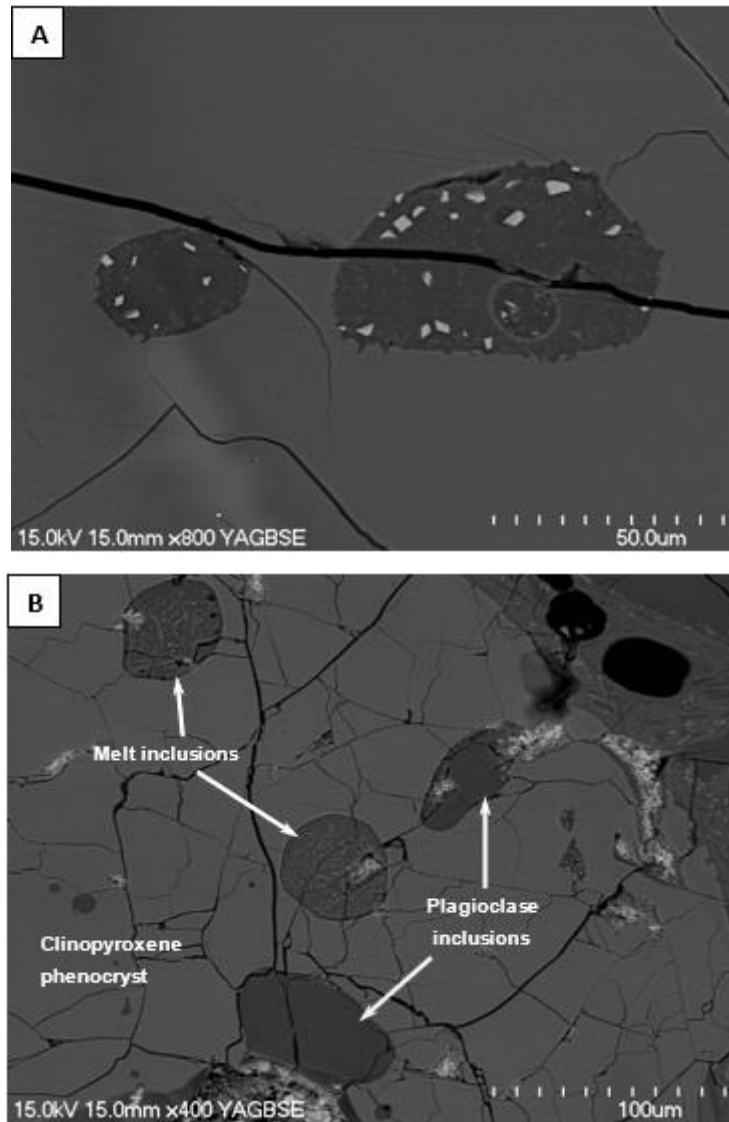 A
15.0kV 15.0mm x800 YAGBSE 50.0um
B
Melt inclusions
Plagioclase
inclusions
Clinopyroxene
phenocryst
15.0kV 15.0mm x400 YAGBSE 100um